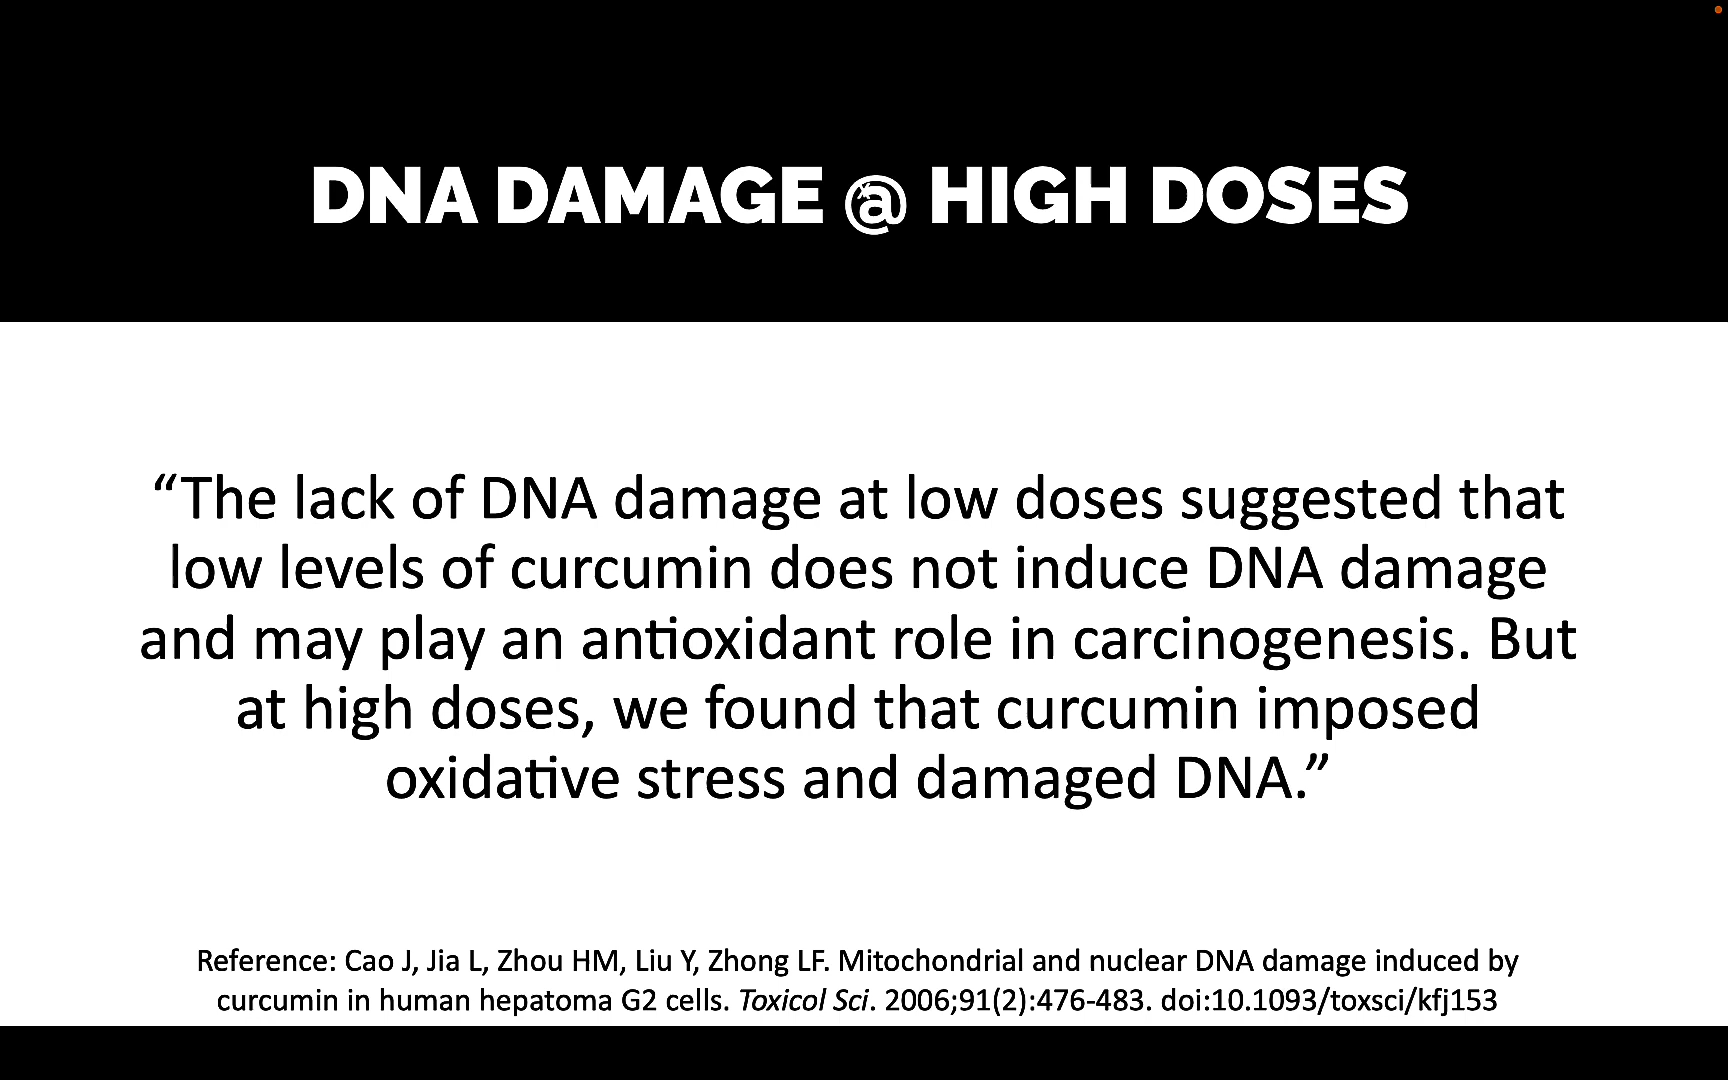 DNA DAMAGE @ HIGH DOSES
“The lack of DNA damage at low doses suggested that
low levels of curcumin does not induce DNA damage
and may play an antioxidant role in carcinogenesis. But
at high doses, we found that curcumin imposed
oxidative stress and damaged DNA.”
Reference: Cao J, Jia L, Zhou HM, Liu Y, Zhong LF. Mitochondrial and nuclear DNA damage induced by
curcumin in human hepatoma G2 cells. Toxicol Sci. 2006;91(2):476-483. doi:10.1093/toxsci/kfj153